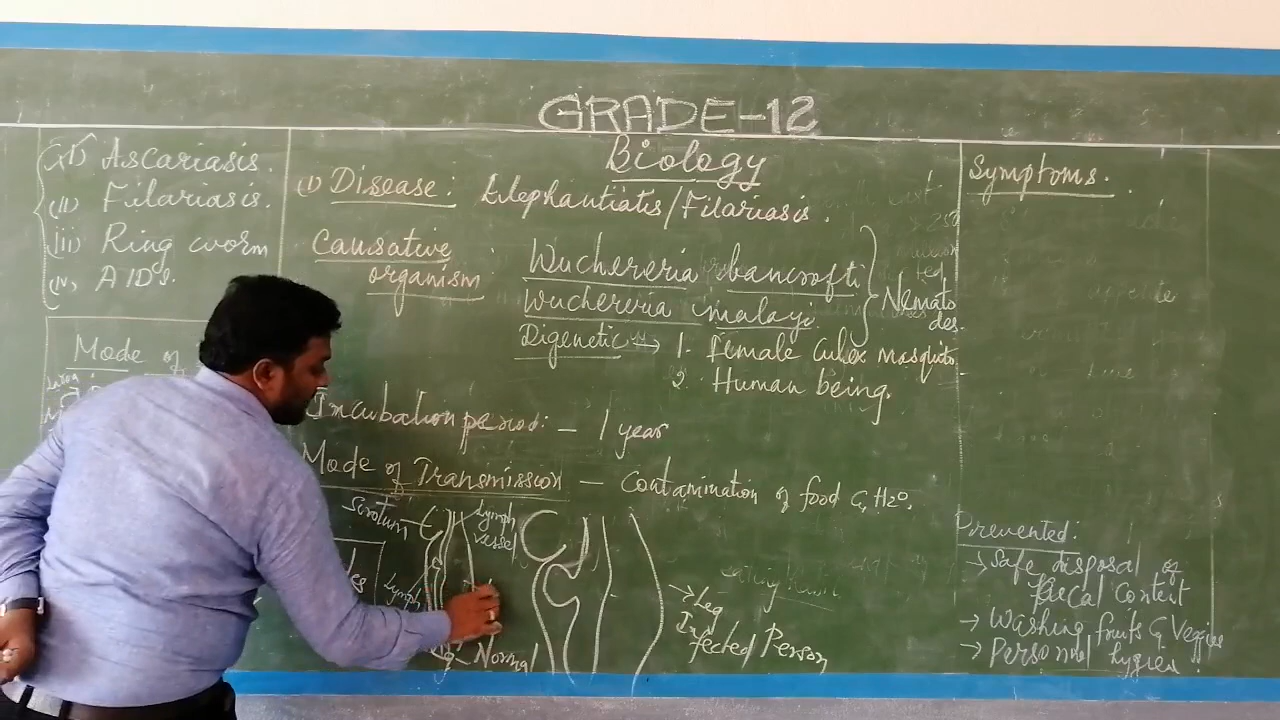 GRADE-12
Biology
(i) Ascariasis.
(ii) Filariasis.
(iii) Ring worm
(iv) AIDS.
Mode of
(1) Disease: Elephantiatis/Filariasis.
Causative
organism:
Wuchereria bancrofti
Wuchereria malayi
Nemato
des.
Digenetic → 1. Female Culex Mosquito
2. Human being.
Incubation period: - 1 year
Mode of Transmission - Contamination of food & H2O.
Scrotum
Lymph
vessel
Lymph
Normal
→ Leg
Infected Person
Symptoms.
Prevented:
→ Safe disposal of
faecal content
→ Washing fruits & Veggies
→ Personal hygien